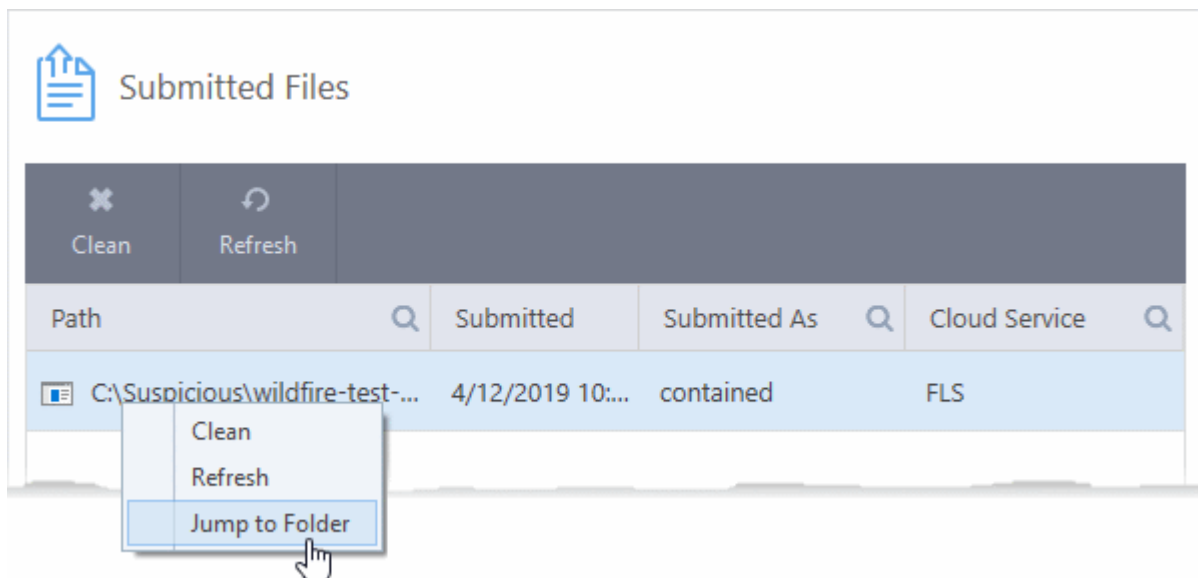 Submitted Files
Clean Refresh
Path Submitted Submitted As Cloud Service
C:\Suspicious\wildfire-test-... 4/12/2019 10:... contained FLS
Clean
Refresh
Jump to Folder